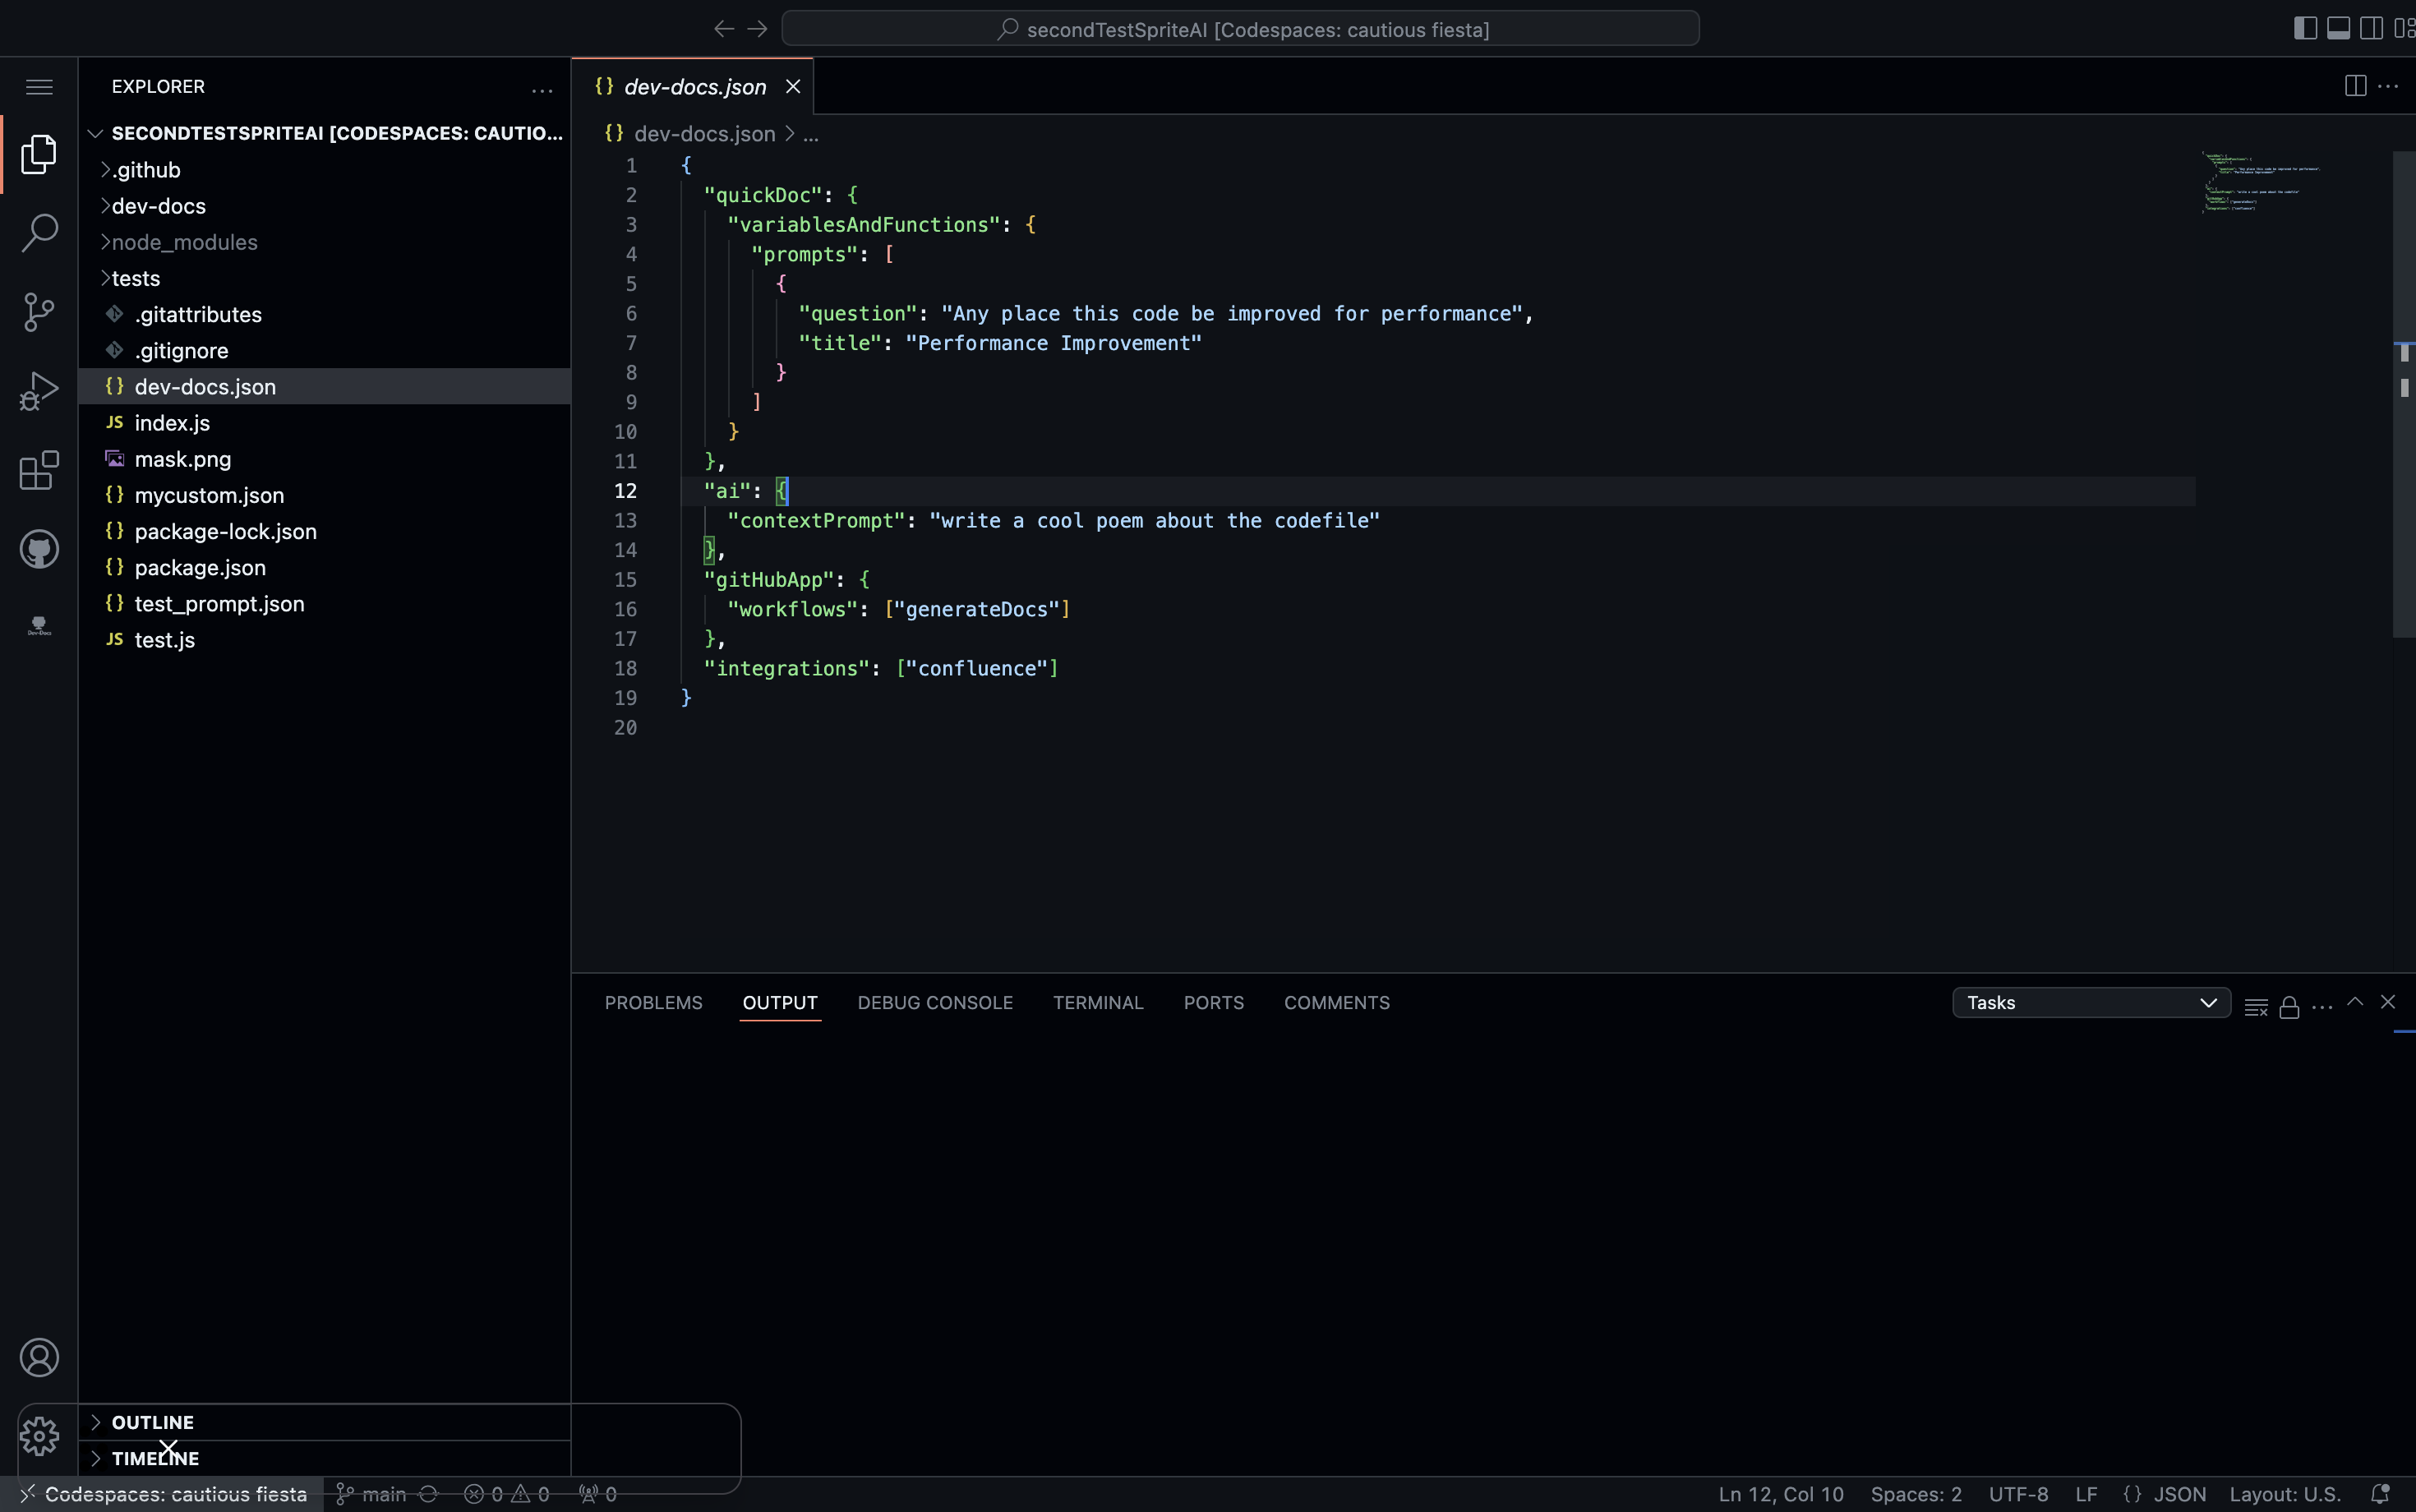 secondTestSpriteAI [Codespaces: cautious fiesta]
EXPLORER
SECONDTESTSPRITEAI [CODESPACES: CAUTIO...
.github
dev-docs
node_modules
tests
.gitattributes
.gitignore
{} dev-docs.json
JS index.js
mask.png
{} mycustom.json
{} package-lock.json
{} package.json
{} test_prompt.json
JS test.js
OUTLINE
TIMELINE
{} dev-docs.json
{} dev-docs.json > ...
1 {
2 "quickDoc": {
3 "variablesAndFunctions": {
4 "prompts": [
5 {
6 "question": "Any place this code be improved for performance",
7 "title": "Performance Improvement"
8 }
9 ]
10 }
11 },
12 "ai": {
13 "contextPrompt": "write a cool poem about the codefile"
14 },
15 "gitHubApp": {
16 "workflows": ["generateDocs"]
17 },
18 "integrations": ["confluence"]
19 }
20
PROBLEMS OUTPUT DEBUG CONSOLE TERMINAL PORTS COMMENTS Tasks
Codespaces: cautious fiesta main 0 0 0 Ln 12, Col 10 Spaces: 2 UTF-8 LF {} JSON Layout: U.S.